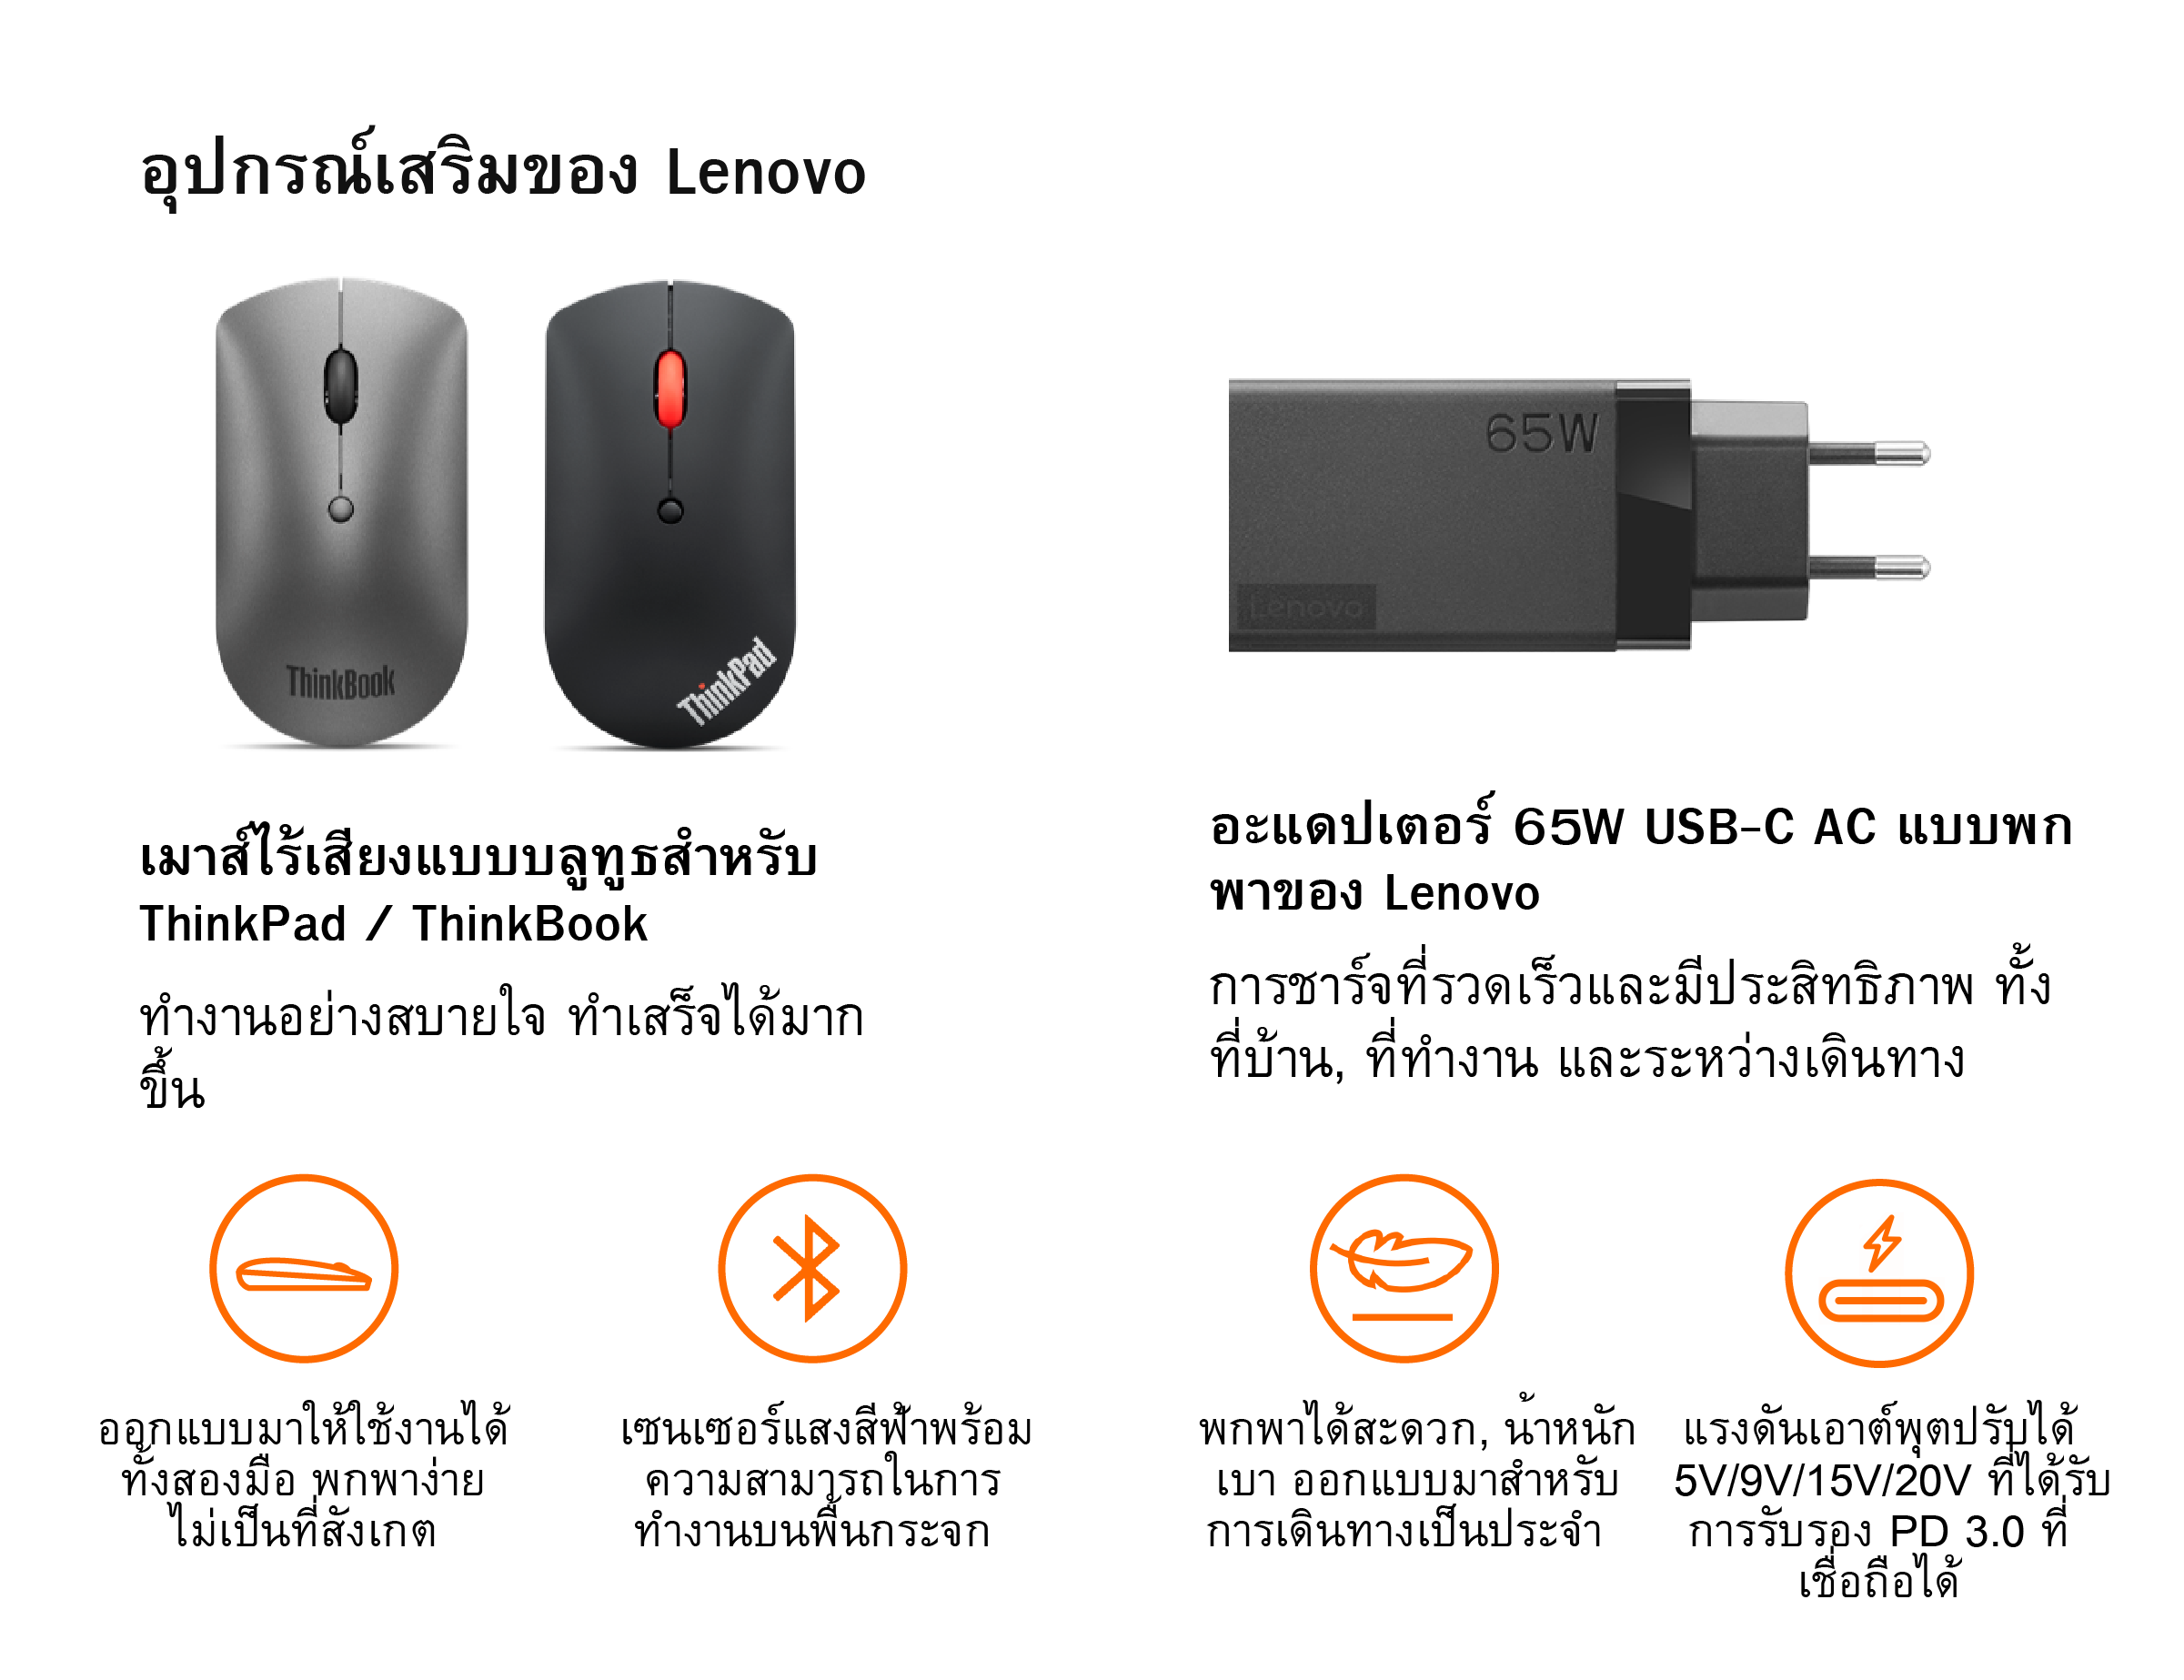 อุปกรณ์เสริมของ Lenovo
ThinkBook
ThinkPad
65W
Lenovo
เมาส์ไร้เสียงแบบบลูทูธสำหรับ
ThinkPad / ThinkBook
ทำงานอย่างสบายใจ ทำเสร็จได้มาก
ขึ้น
อะแดปเตอร์ 65W USB-C AC แบบพก
พาของ Lenovo
การชาร์จที่รวดเร็วและมีประสิทธิภาพ ทั้ง
ที่บ้าน, ที่ทำงาน และระหว่างเดินทาง
ออกแบบมาให้ใช้งานได้
ทั้งสองมือ พกพาง่าย
ไม่เป็นที่สังเกต
เซนเซอร์แสงสีฟ้าพร้อม
ความสามารถในการ
ทำงานบนพื้นกระจก
พกพาได้สะดวก, น้ำหนัก
เบา ออกแบบมาสำหรับ
การเดินทางเป็นประจำ
แรงดันเอาต์พุตปรับได้
5V/9V/15V/20V ที่ได้รับ
การรับรอง PD 3.0 ที่
เชื่อถือได้